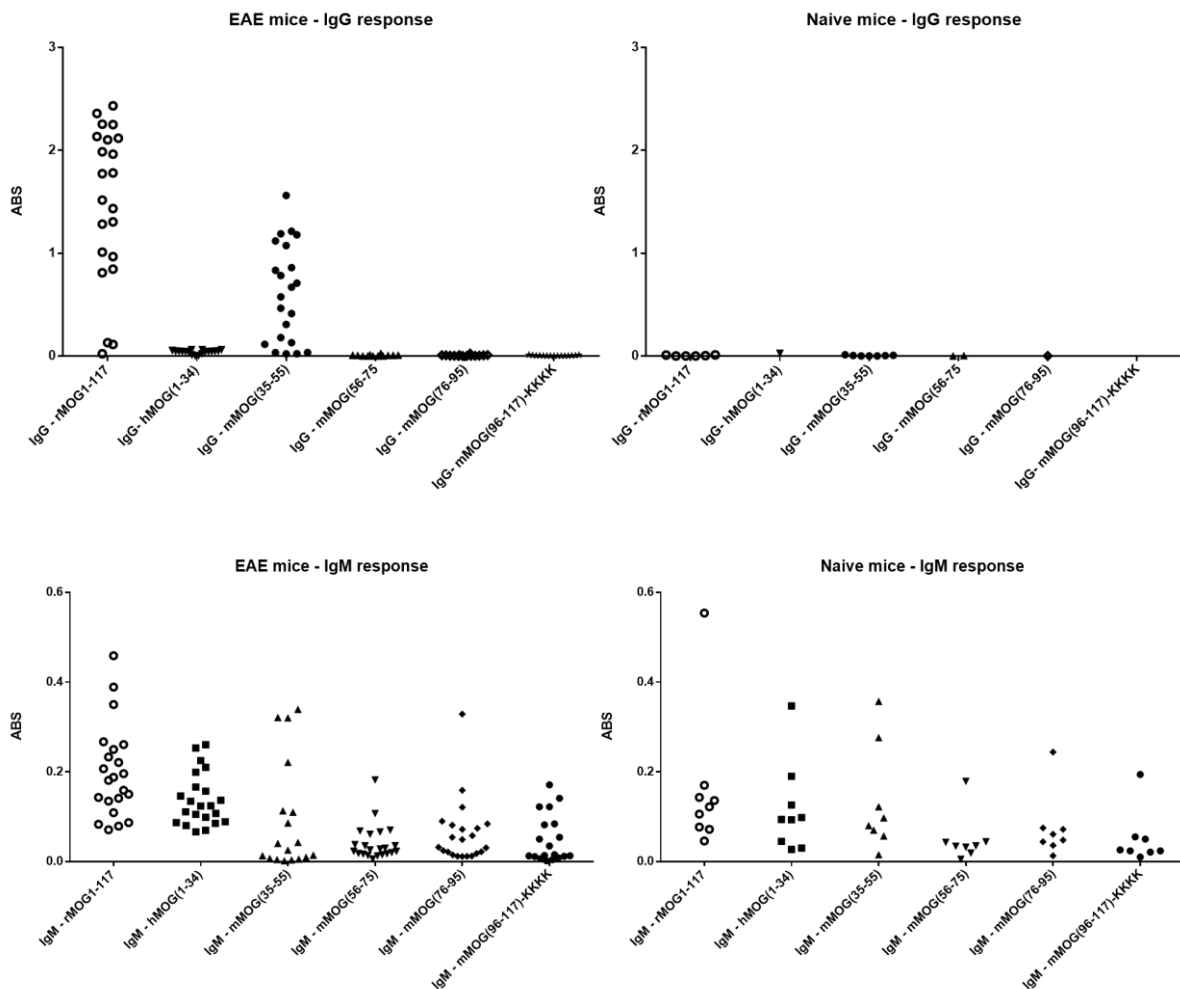 EAE mice - IgG response
3
2
1
0
ABS
IgG - rMOG1-117
IgG- hMOG(1-34)
IgG - mMOG(35-55)
IgG - mMOG(56-75
IgG - mMOG(76-95)
IgG- mMOG(96-117)-KKKK
Naive mice - IgG response
3
2
1
0
ABS
IgG - rMOG1-117
IgG- hMOG(1-34)
IgG - mMOG(35-55)
IgG - mMOG(56-75
IgG - mMOG(76-95)
IgG- mMOG(96-117)-KKKK
EAE mice - IgM response
0.6
0.4
0.2
0.0
ABS
IgM - rMOG1-117
IgM - hMOG(1-34)
IgM - mMOG(35-55)
IgM - mMOG(56-75)
IgM - mMOG(76-95)
IgM - mMOG(96-117)-KKKK
Naive mice - IgM response
0.6
0.4
0.2
0.0
ABS
IgM - rMOG1-117
IgM - hMOG(1-34)
IgM - mMOG(35-55)
IgM - mMOG(56-75)
IgM - mMOG(76-95)
IgM - mMOG(96-117)-KKKK